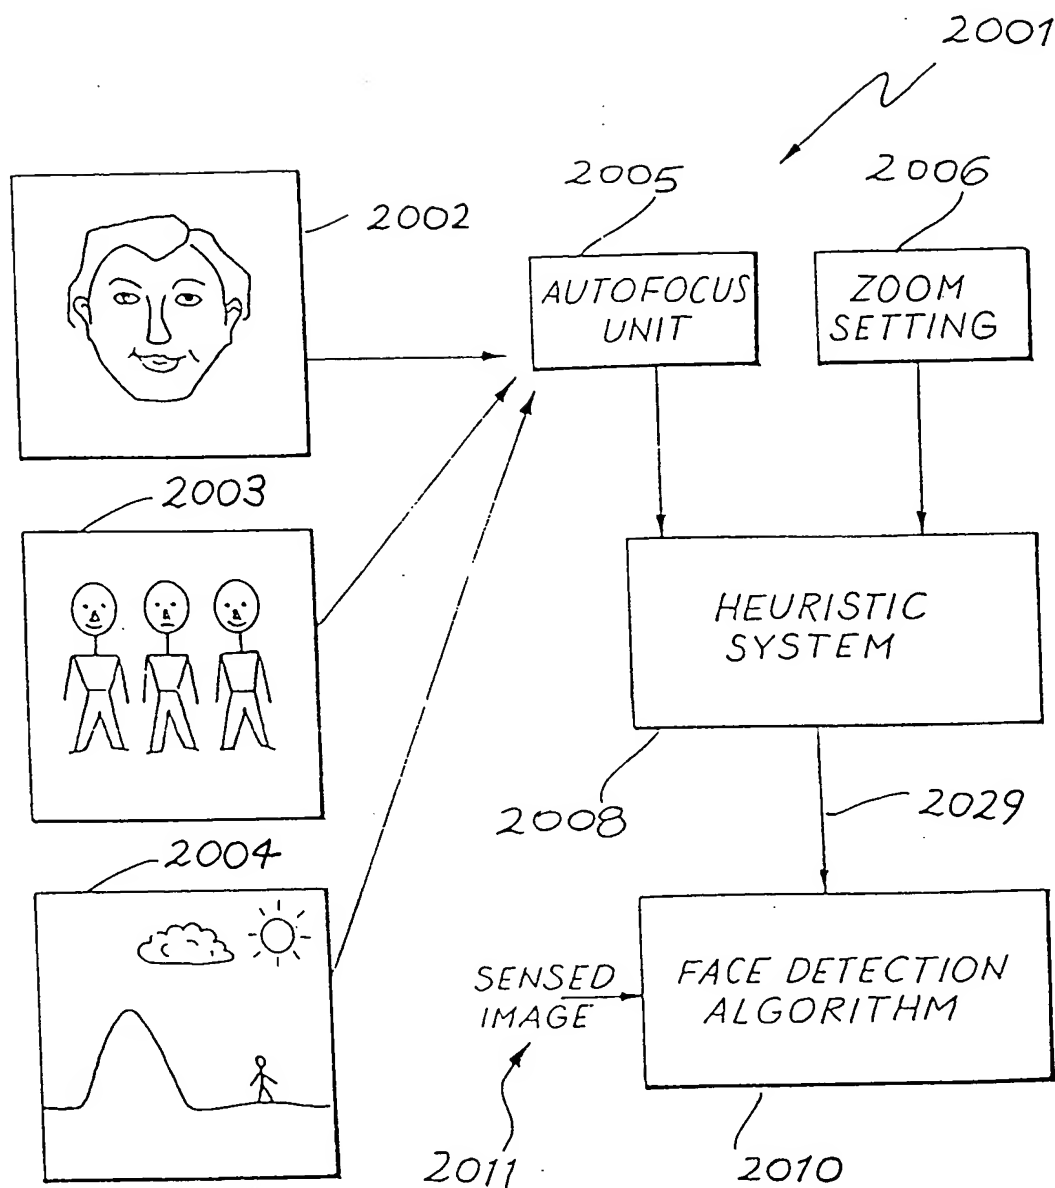 2001
2005
2006
2002
AUTOFOCUS
UNIT
ZOOM
SETTING
2003
HEURISTIC
SYSTEM
2008
2029
2004
SENSED
IMAGE
FACE DETECTION
ALGORITHM
2011
2010